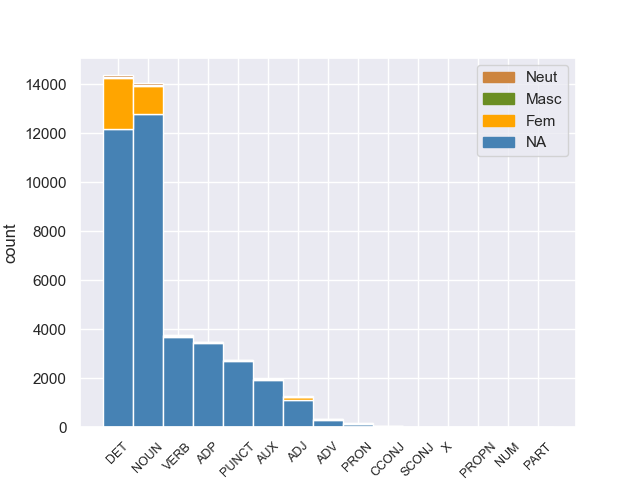 14000
12000
10000
8000
6000
4000
2000
0
count
Neut
Masc
Fem
NA
DET
NOUN
VERB
ADP
PUNCT
AUX
ADJ
ADV
PRON
CCONJ
SCONJ
X
PROPN
NUM
PART